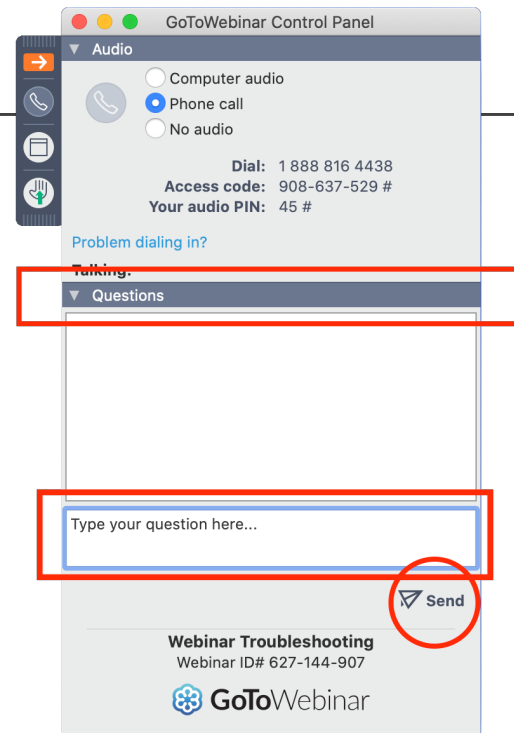 GoToWebinar Control Panel
Audio
Computer audio
Phone call
No audio
Dial: 1 888 816 4438
Access code: 908-637-529 #
Your audio PIN: 45 #
Problem dialing in?
Talking:
Questions
Type your question here...
Send
Webinar Troubleshooting
Webinar ID# 627-144-907
GoToWebinar